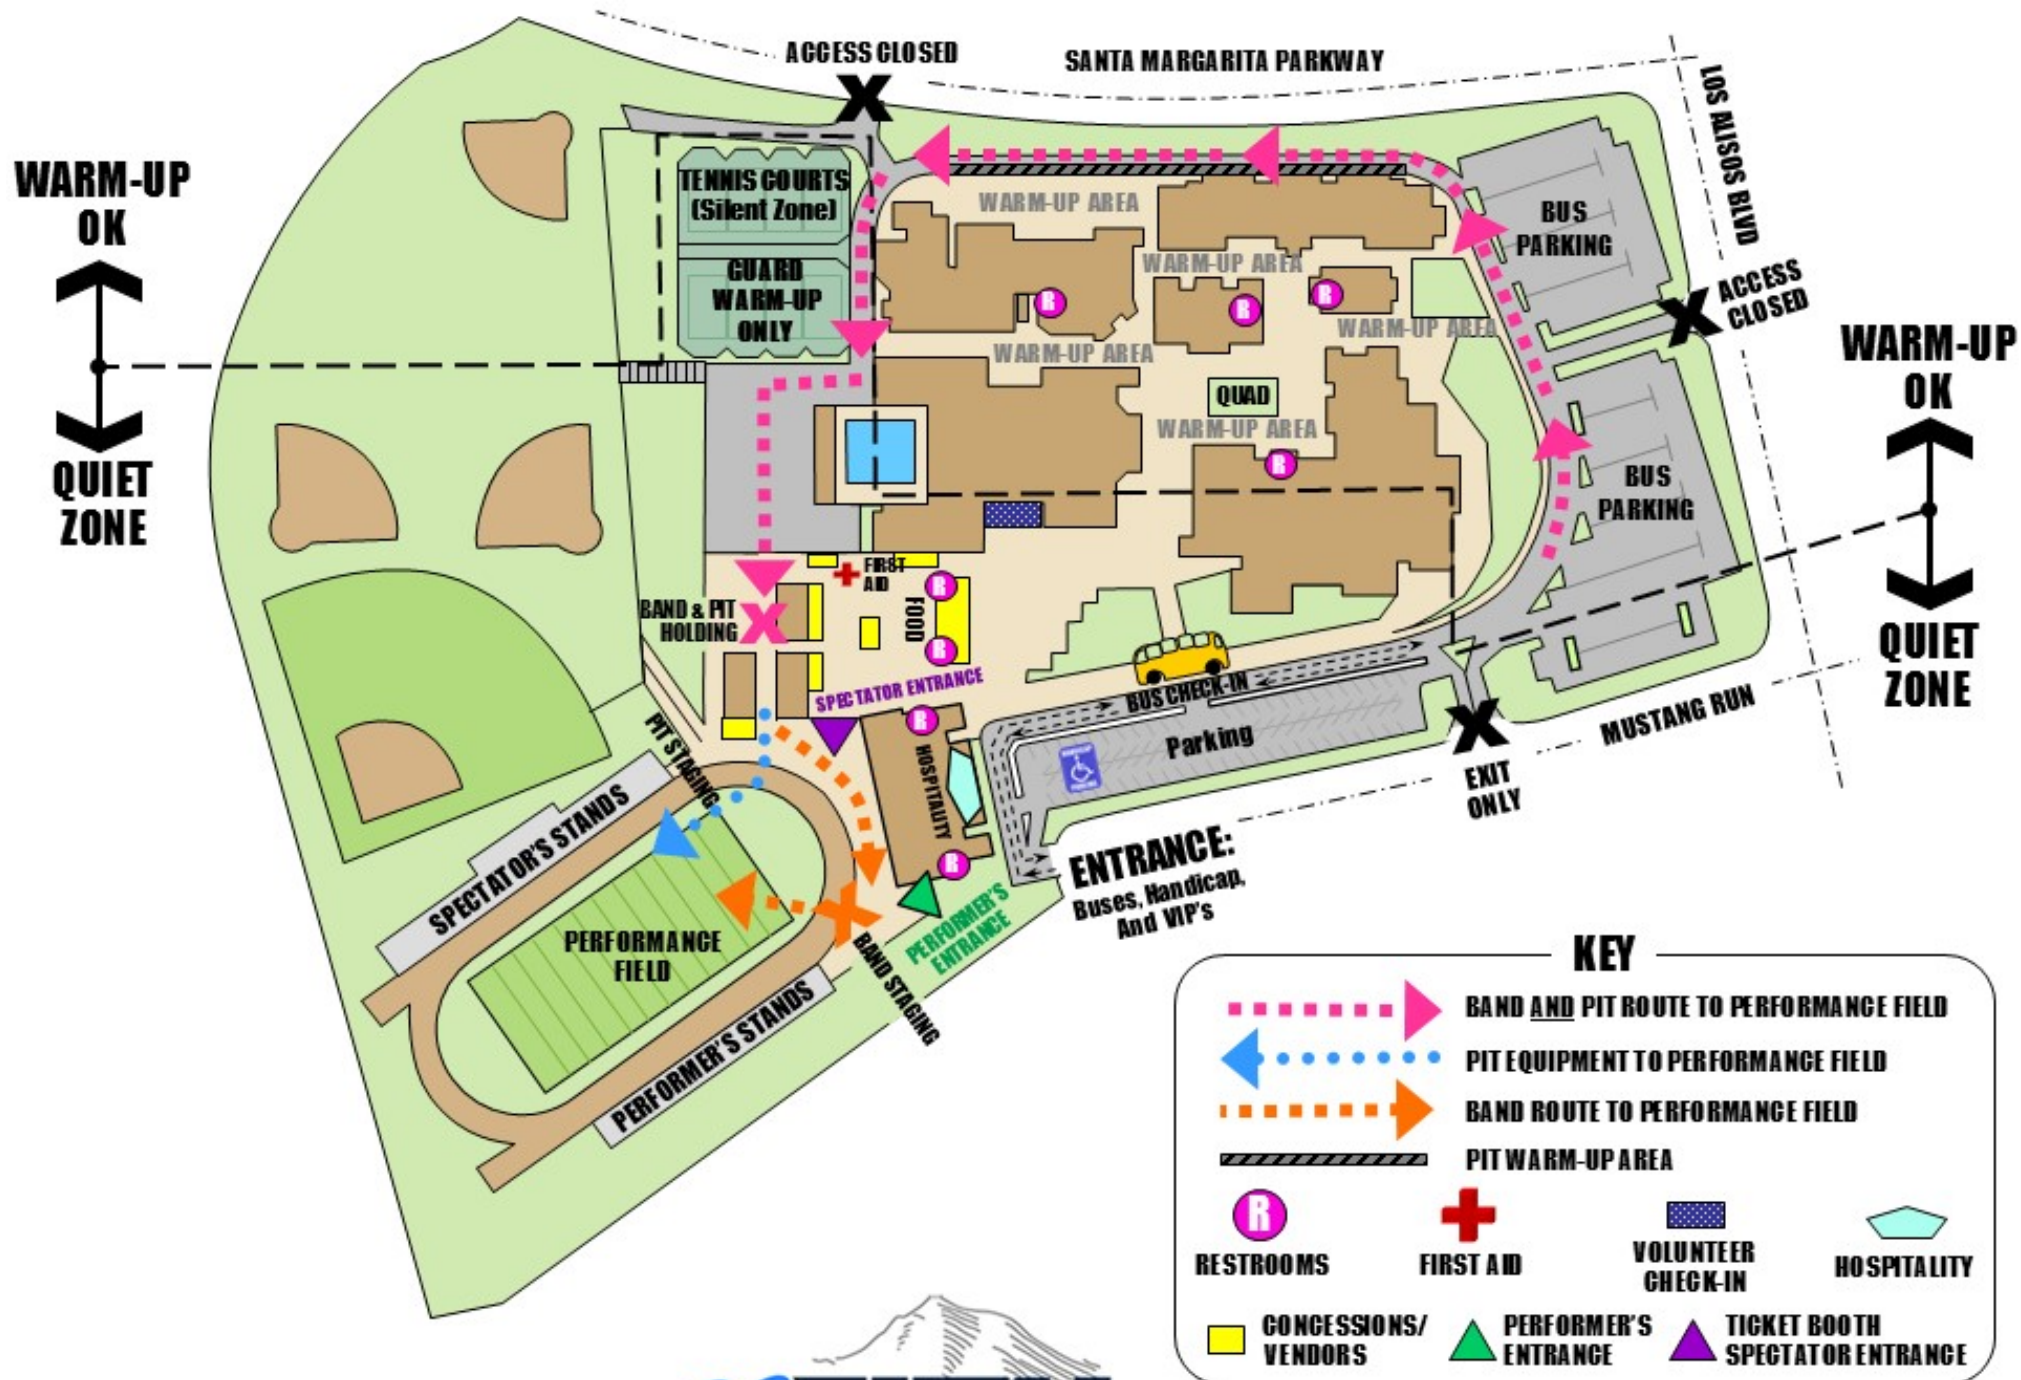 ACCESS CLOSED
SANTA MARGARITA PARKWAY
LOS ALISOS BLVD
WARM-UP
OK
QUIET
ZONE
TENNIS COURTS
(Silent Zone)
GUARD
WARM-UP
ONLY
WARM-UP AREA
WARM-UP AREA
WARM-UP AREA
WARM-UP AREA
WARM-UP AREA
R
R
R
R
QUAD
BUS
PARKING
ACCESS
CLOSED
BUS
PARKING
WARM-UP
OK
QUIET
ZONE
FIRST
AID
BAND & PIT
HOLDING
FOOD
R
R
SPECTATOR ENTRANCE
BUS CHECK-IN
Parking
HANDICAP
PARKING
EXIT
ONLY
MUSTANG RUN
R
HOSPITALITY
R
PIT STAGING
SPECTATOR'S STANDS
PERFORMANCE
FIELD
PERFORMER'S STANDS
BAND STAGING
PERFORMER'S
ENTRANCE
ENTRANCE:
Buses, Handicap,
And VIP's
KEY
BAND AND PIT ROUTE TO PERFORMANCE FIELD
PIT EQUIPMENT TO PERFORMANCE FIELD
BAND ROUTE TO PERFORMANCE FIELD
PIT WARM-UP AREA
R
RESTROOMS
FIRST AID
VOLUNTEER
CHECK-IN
HOSPITALITY
CONCESSIONS/
VENDORS
PERFORMER'S
ENTRANCE
TICKET BOOTH
SPECTATOR ENTRANCE